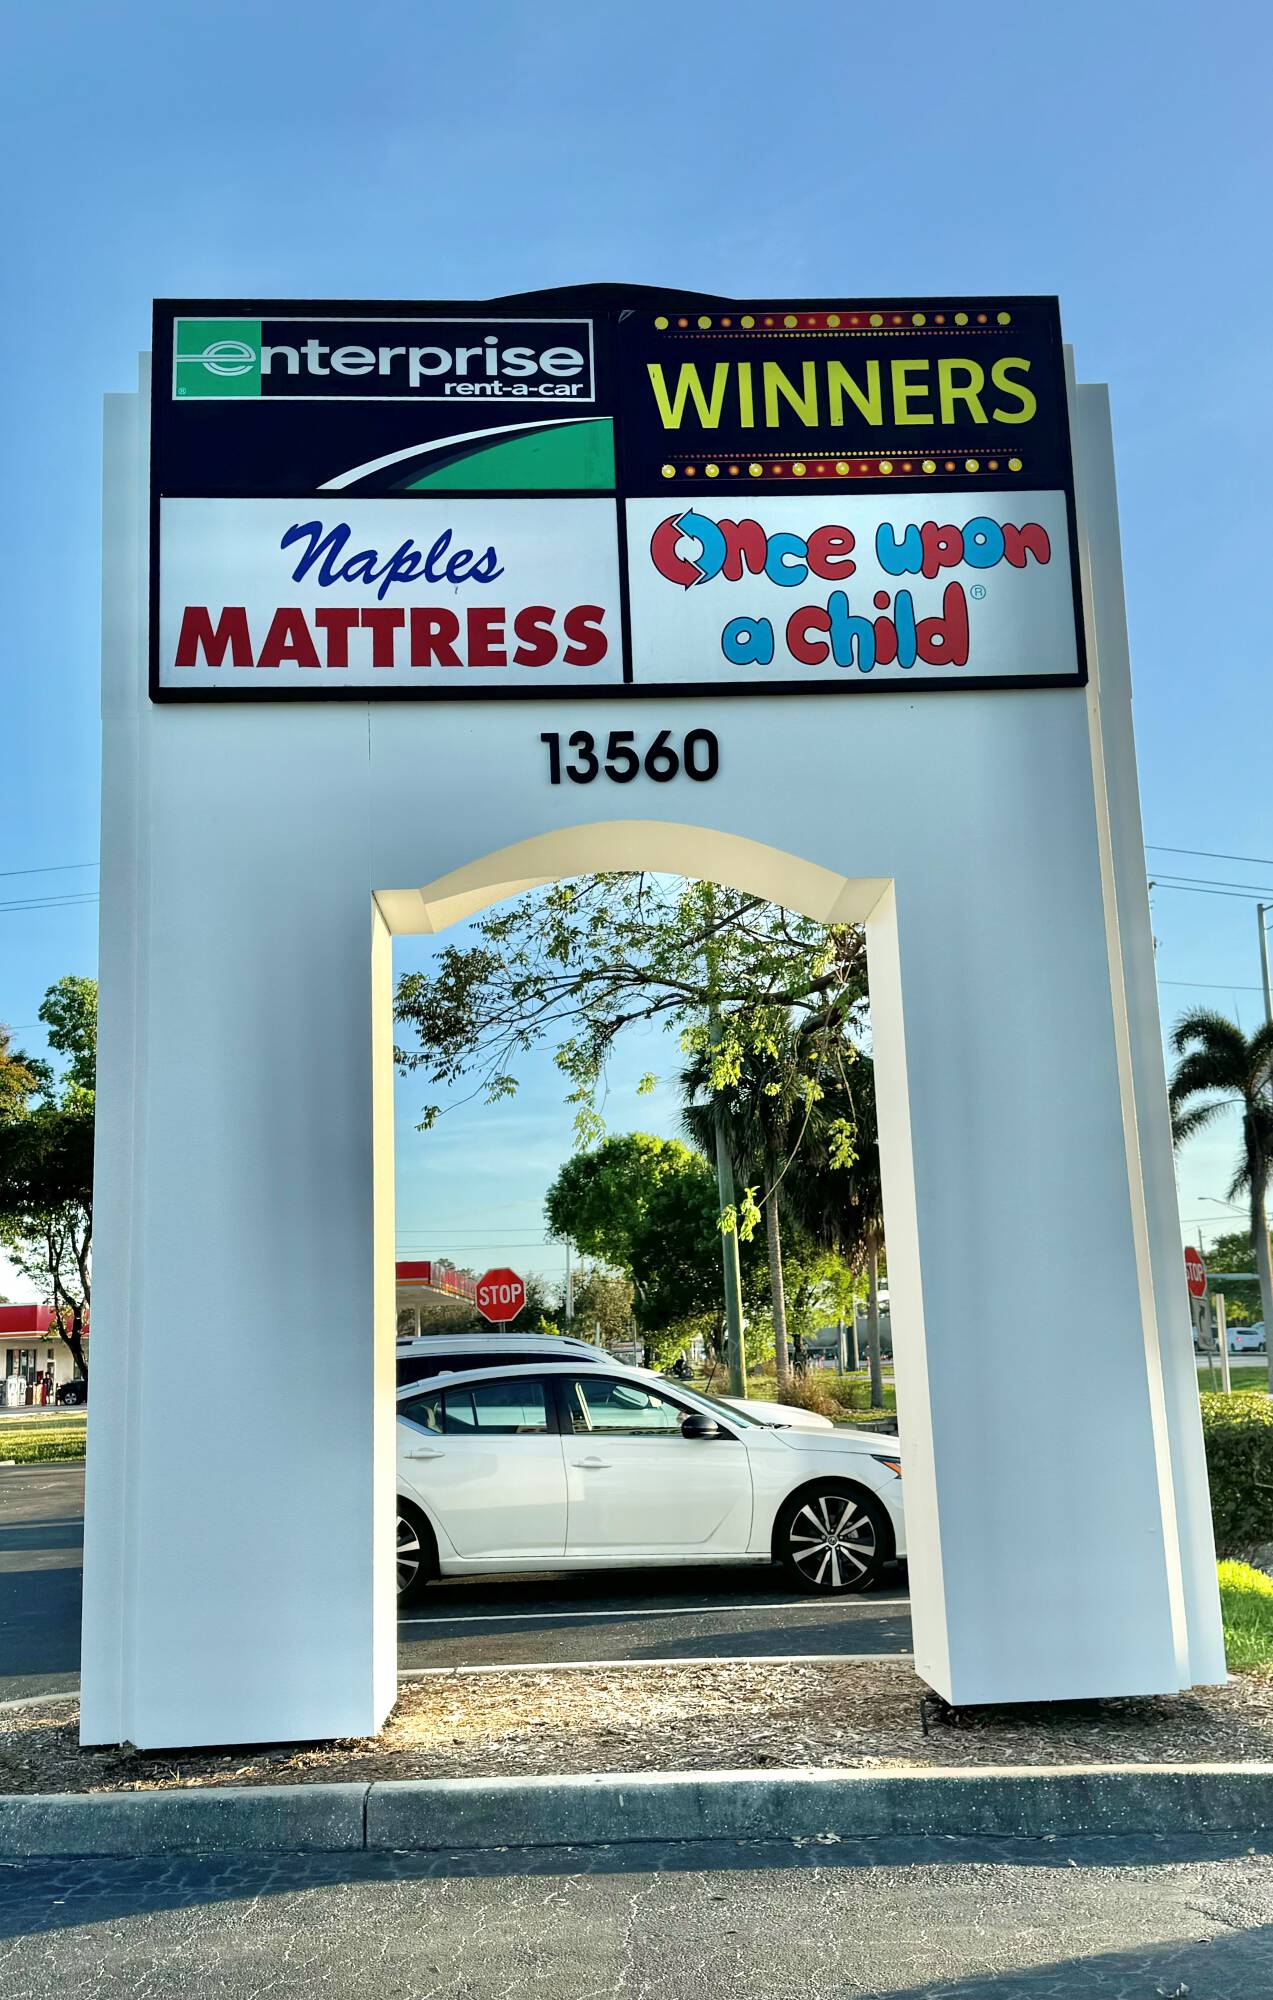 enterprise
rent-a-car
®
WINNERS
Naples
MATTRESS
Once upon
a child®
13560
STOP
STOP